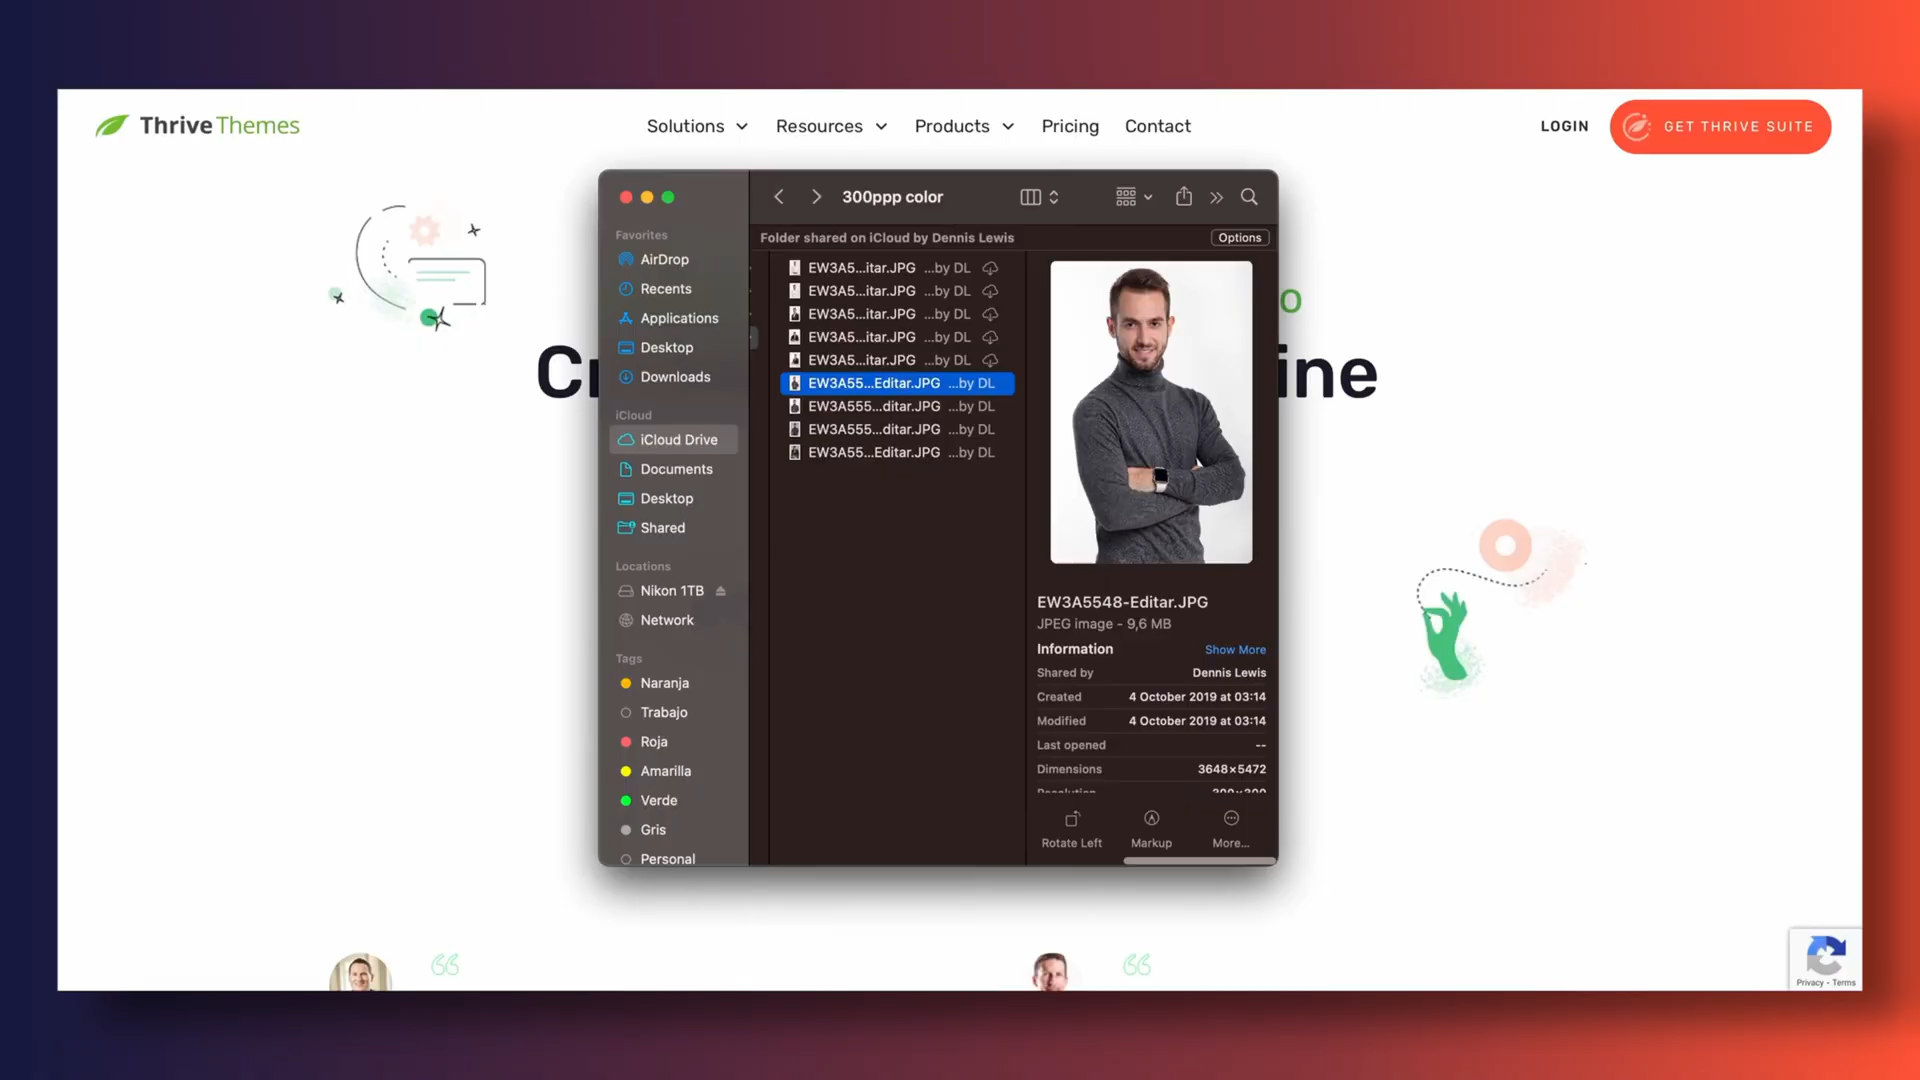 Thrive Themes
Solutions
Resources
Products
Pricing
Contact
LOGIN
GET THRIVE SUITE
300ppp color
Folder shared on iCloud by Dennis Lewis
Options
Favorites
AirDrop
Recents
Applications
Desktop
Downloads
iCloud
iCloud Drive
Documents
Desktop
Shared
Locations
Nikon 1TB
Network
Tags
Naranja
Trabajo
Roja
Amarilla
Verde
Gris
Personal
EW3A5...itar.JPG ...by DL
EW3A5...itar.JPG ...by DL
EW3A5...itar.JPG ...by DL
EW3A5...itar.JPG ...by DL
EW3A5...itar.JPG ...by DL
EW3A55...Editar.JPG ...by DL
EW3A555...ditar.JPG ...by DL
EW3A555...ditar.JPG ...by DL
EW3A55...Editar.JPG ...by DL
EW3A5548-Editar.JPG
JPEG image - 9,6 MB
Information Show More
Shared by Dennis Lewis
Created 4 October 2019 at 03:14
Modified 4 October 2019 at 03:14
Last opened --
Dimensions 3648×5472
Resolution 300×300
Rotate Left
Markup
More...
o
Cr ine
Privacy - Terms